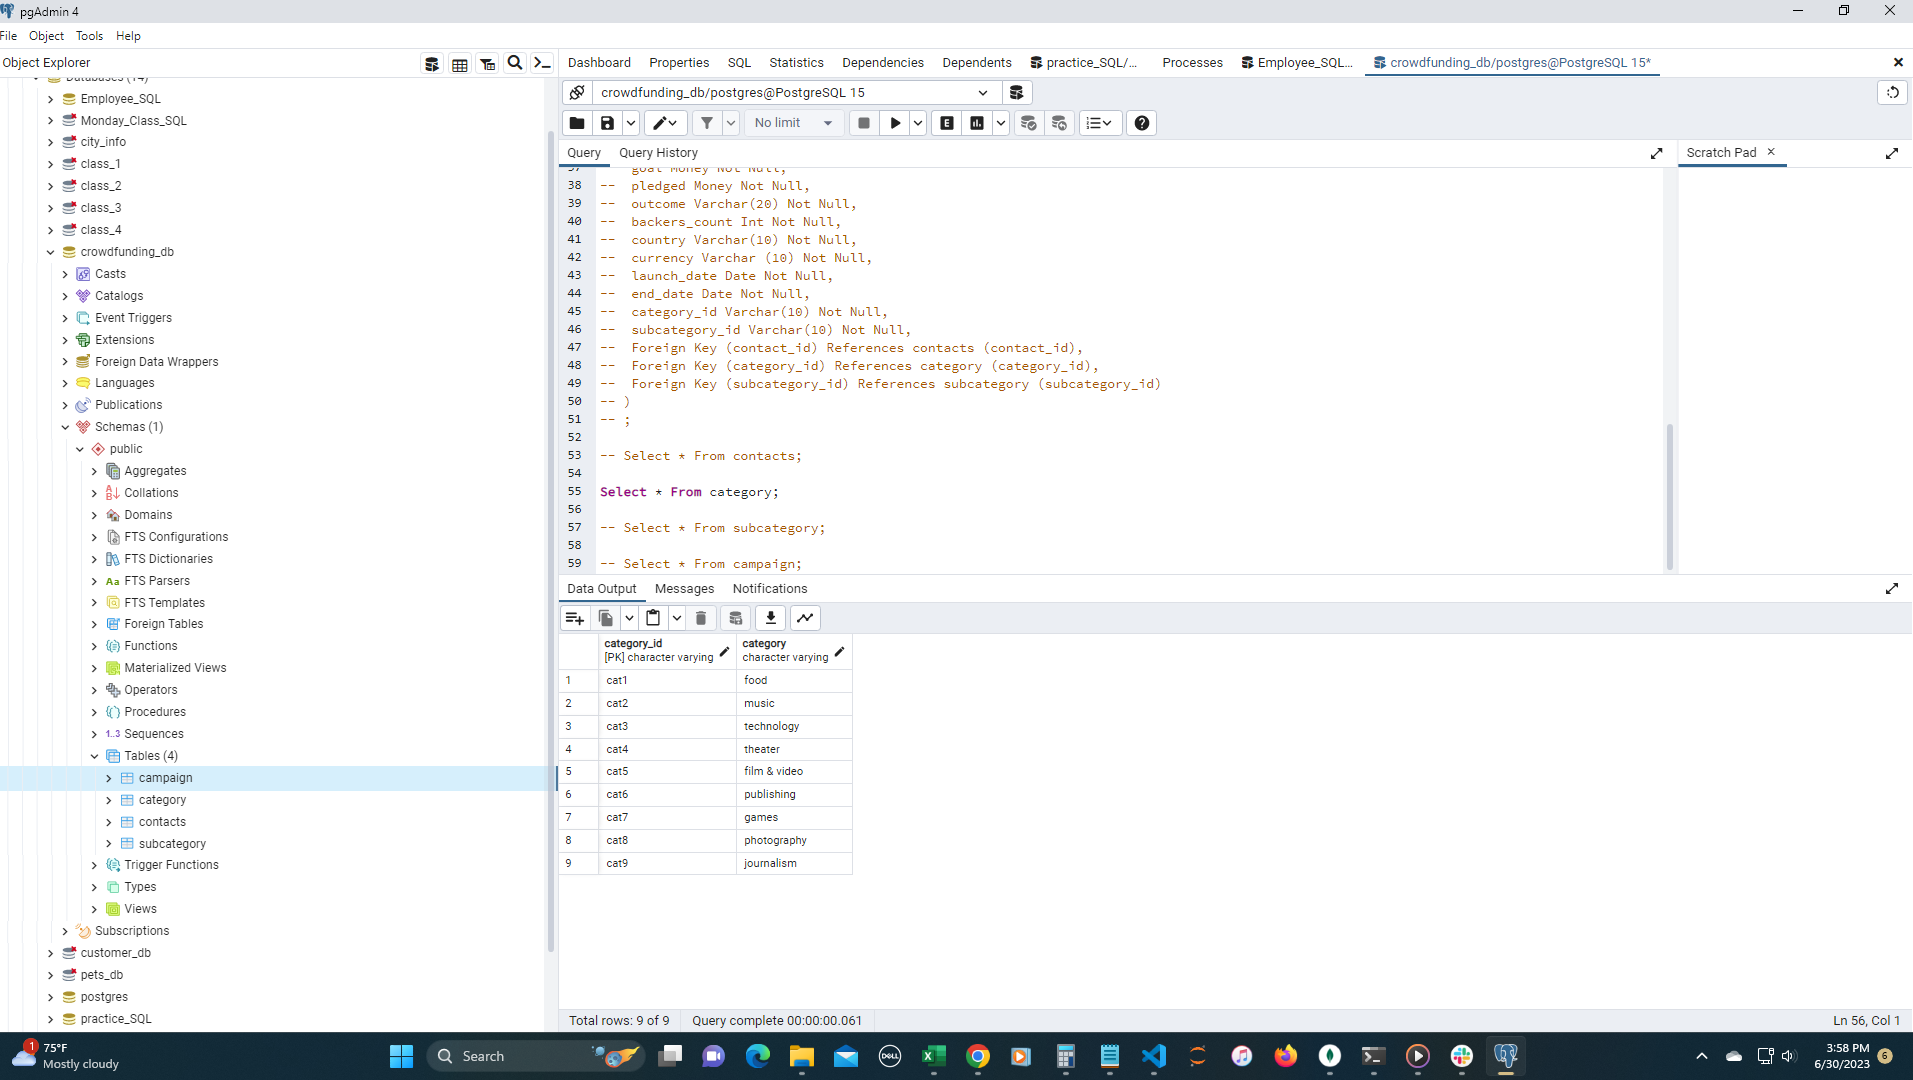 pgAdmin 4
File Object Tools Help
Object Explorer
Dashboard Properties SQL Statistics Dependencies Dependents practice_SQL/... Processes Employee_SQL... crowdfunding_db/postgres@PostgreSQL 15*
crowdfunding_db/postgres@PostgreSQL 15
No limit
Query Query History
Scratch Pad
Databases (14)
Employee_SQL
Monday_Class_SQL
city_info
class_1
class_2
class_3
class_4
crowdfunding_db
Casts
Catalogs
Event Triggers
Extensions
Foreign Data Wrappers
Languages
Publications
Schemas (1)
public
Aggregates
Collations
Domains
FTS Configurations
FTS Dictionaries
Aa FTS Parsers
FTS Templates
Foreign Tables
Functions
Materialized Views
Operators
Procedures
1..3 Sequences
Tables (4)
campaign
category
contacts
subcategory
Trigger Functions
Types
Views
Subscriptions
customer_db
pets_db
postgres
practice_SQL
37 goal Money Not Null,
38 -- pledged Money Not Null,
39 -- outcome Varchar(20) Not Null,
40 -- backers_count Int Not Null,
41 -- country Varchar(10) Not Null,
42 -- currency Varchar (10) Not Null,
43 -- launch_date Date Not Null,
44 -- end_date Date Not Null,
45 -- category_id Varchar(10) Not Null,
46 -- subcategory_id Varchar(10) Not Null,
47 -- Foreign Key (contact_id) References contacts (contact_id),
48 -- Foreign Key (category_id) References category (category_id),
49 -- Foreign Key (subcategory_id) References subcategory (subcategory_id)
50 -- )
51 -- ;
52
53 -- Select * From contacts;
54
55 Select * From category;
56
57 -- Select * From subcategory;
58
59 -- Select * From campaign;
Data Output Messages Notifications
category_id category
[PK] character varying character varying
1 cat1 food
2 cat2 music
3 cat3 technology
4 cat4 theater
5 cat5 film & video
6 cat6 publishing
7 cat7 games
8 cat8 photography
9 cat9 journalism
Total rows: 9 of 9 Query complete 00:00:00.061 Ln 56, Col 1
1 75°F
Mostly cloudy
Search
DELL
3:58 PM
6/30/2023
6